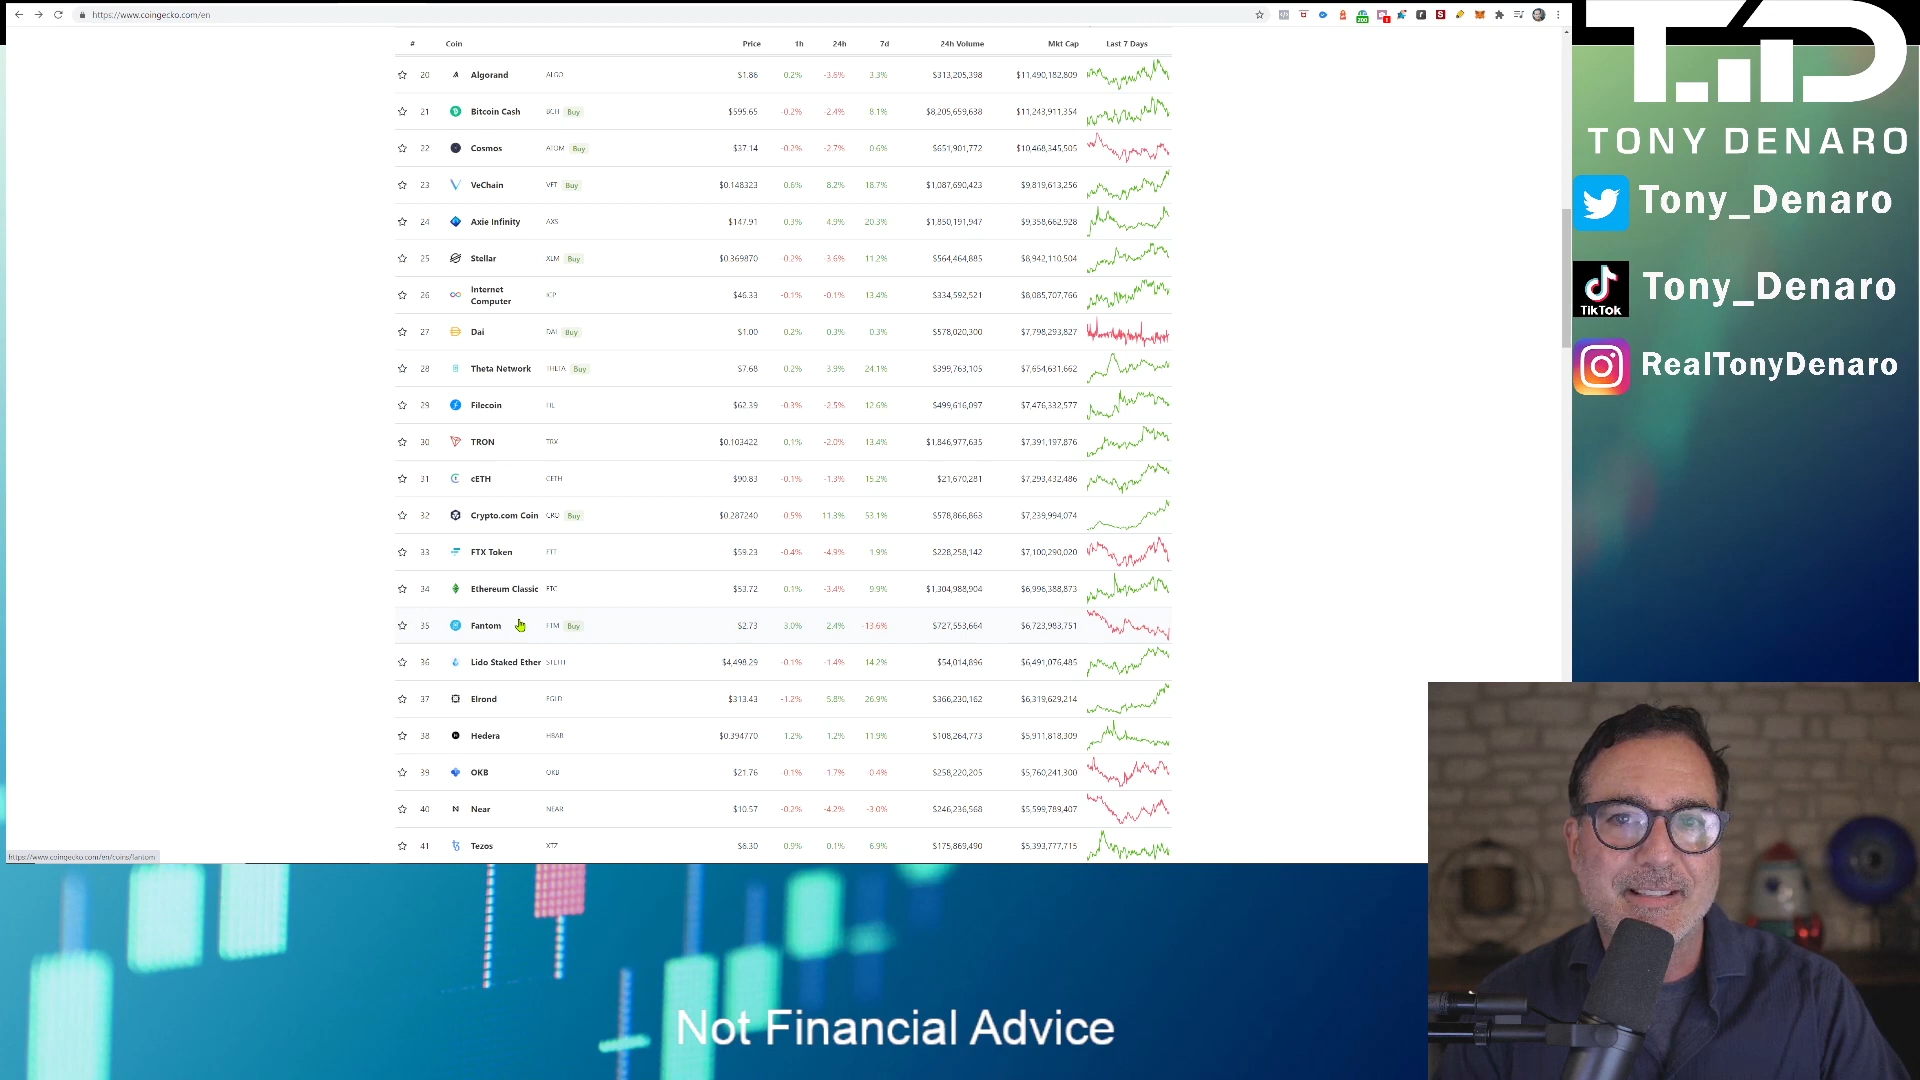 https://www.coingecko.com/en
# Coin Price 1h 24h 7d 24h Volume Mkt Cap Last 7 Days
20 Algorand ALGO $1.86 0.2% -3.6% 3.3% $313,205,398 $11,490,182,809
21 Bitcoin Cash BCH Buy $595.65 -0.2% -2.4% 8.1% $8,205,659,638 $11,243,911,354
22 Cosmos ATOM Buy $37.14 -0.2% -2.7% 0.6% $651,901,772 $10,468,345,505
23 VeChain VET Buy $0.148323 0.6% 8.2% 18.7% $1,087,690,423 $9,819,613,256
24 Axie Infinity AXS $147.91 0.3% 4.9% 20.3% $1,850,191,947 $9,358,662,928
25 Stellar XLM Buy $0.369870 -0.2% -3.6% 11.2% $564,464,885 $8,942,110,504
26 Internet
Computer ICP $46.33 -0.1% -0.1% 13.4% $334,592,521 $8,085,707,766
27 Dai DAI Buy $1.00 0.2% 0.3% 0.3% $578,020,300 $7,798,293,827
28 Theta Network THETA Buy $7.68 0.2% 3.9% 24.1% $399,763,105 $7,654,631,662
29 Filecoin FIL $62.39 -0.3% -2.5% 12.6% $499,616,097 $7,476,332,577
30 TRON TRX $0.103422 0.1% -2.0% 13.4% $1,846,977,635 $7,391,197,876
31 cETH CETH $90.83 -0.1% -1.3% 15.2% $21,670,281 $7,293,432,486
32 Crypto.com Coin CRO Buy $0.287240 -0.5% 11.3% 53.1% $578,866,863 $7,239,994,074
33 FTX Token FTT $59.23 -0.4% -4.9% 1.9% $228,258,142 $7,100,290,020
34 Ethereum Classic ETC $53.72 0.1% -3.4% 9.9% $1,304,988,904 $6,996,388,873
35 Fantom FTM Buy $2.73 3.0% 2.4% -13.6% $727,553,664 $6,723,983,751
36 Lido Staked Ether STETH $4,498.29 -0.1% -1.4% 14.2% $54,014,896 $6,491,076,485
37 Elrond EGLD $313.43 -1.2% 5.8% 26.9% $366,230,162 $6,319,629,214
38 Hedera HBAR $0.394770 1.2% 1.2% 11.9% $108,264,773 $5,911,818,309
39 OKB OKB $21.76 -0.1% 1.7% -0.4% $258,220,205 $5,760,241,300
40 Near NEAR $10.57 -0.2% -4.2% -3.0% $246,236,568 $5,599,789,407
41 Tezos XTZ $6.30 0.9% 0.1% 6.9% $175,869,490 $5,393,777,715
https://www.coingecko.com/en/coins/fantom
TONY DENARO
Tony_Denaro
TikTok
Tony_Denaro
RealTonyDenaro
Not Financial Advice